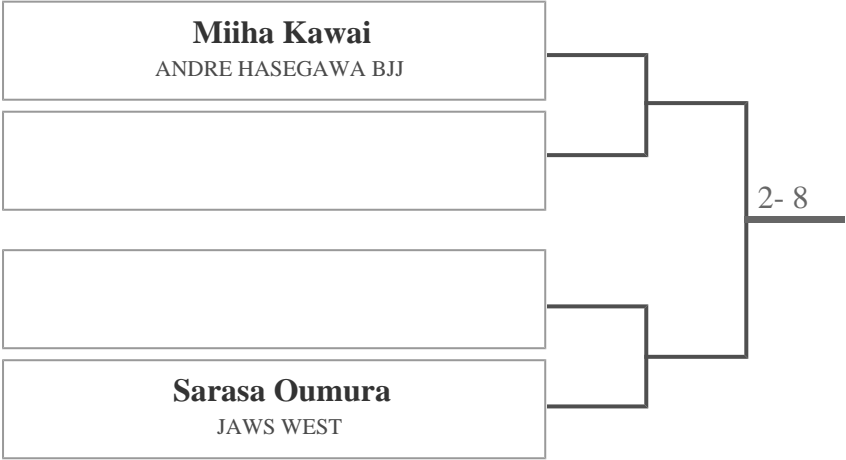 Miiha Kawai
ANDRE HASEGAWA BJJ
2- 8
Sarasa Oumura
JAWS WEST